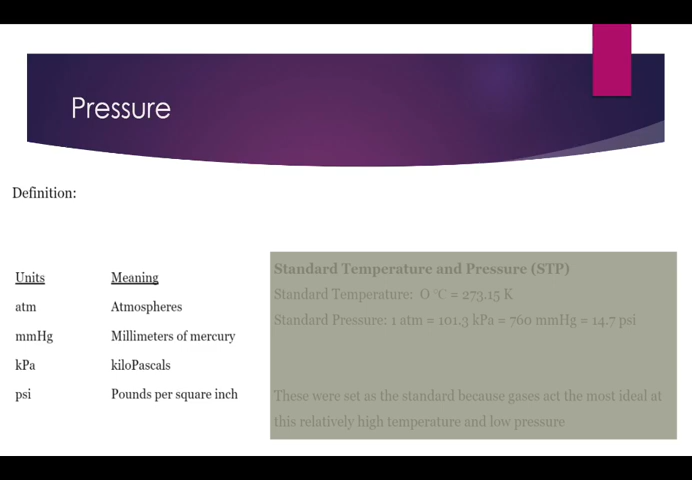 Pressure
Definition:
Units Meaning
atm Atmospheres
mmHg Millimeters of mercury
kPa kiloPascals
psi Pounds per square inch
Standard Temperature and Pressure (STP)
Standard Temperature: O °C = 273.15 K
Standard Pressure: 1 atm = 101.3 kPa = 760 mmHg = 14.7 psi
These were set as the standard because gases act the most ideal at
this relatively high temperature and low pressure